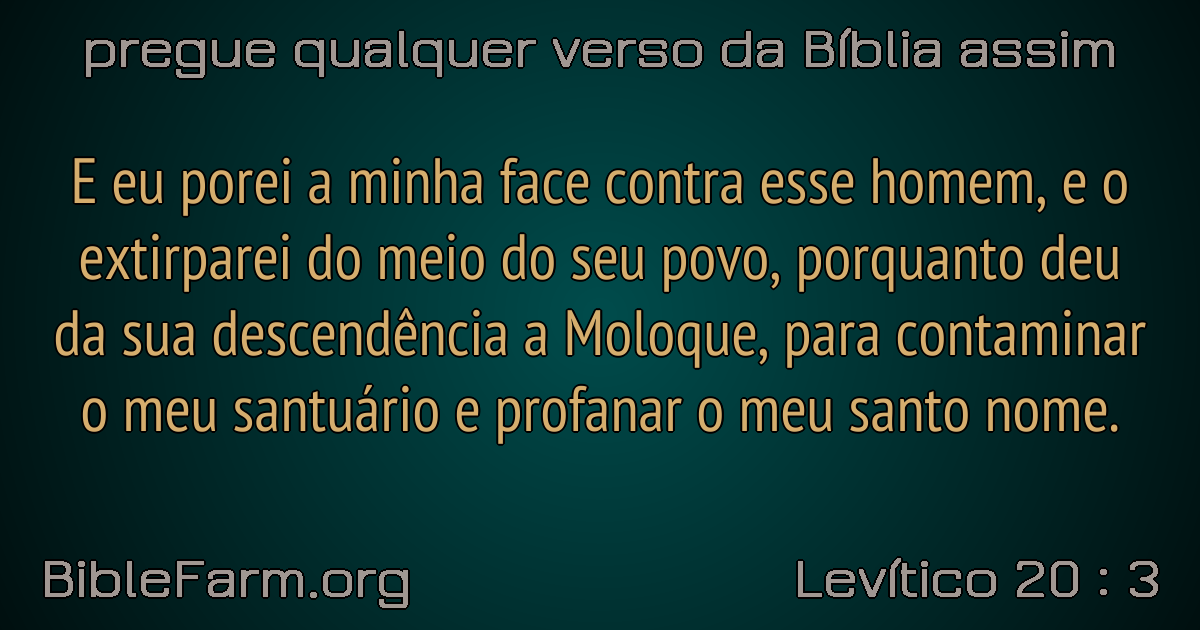 pregue qualquer verso da Bíblia assim
E eu porei a minha face contra esse homem, e o
extirparei do meio do seu povo, porquanto deu
da sua descendência a Moloque, para contaminar
o meu santuário e profanar o meu santo nome.
BibleFarm.org
Levítico 20 : 3